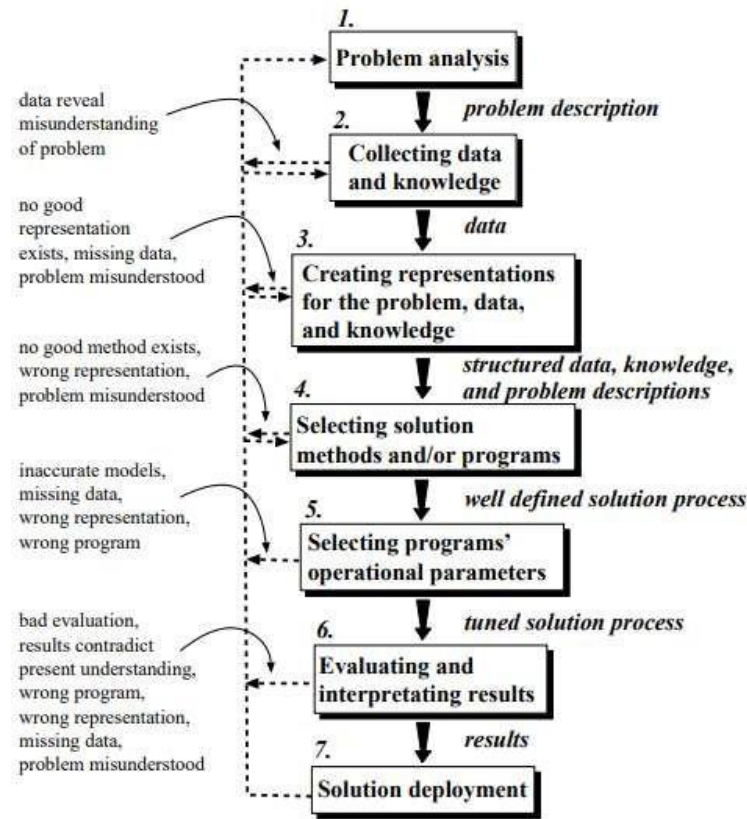 1.
Problem analysis
problem description
data reveal
misunderstanding
of problem
2.
Collecting data
and knowledge
data
no good
representation
exists, missing data,
problem misunderstood
3.
Creating representations
for the problem, data,
and knowledge
structured data, knowledge,
and problem descriptions
no good method exists,
wrong representation,
problem misunderstood
4.
Selecting solution
methods and/or programs
well defined solution process
inaccurate models,
missing data,
wrong representation,
wrong program
5.
Selecting programs’
operational parameters
tuned solution process
bad evaluation,
results contradict
present understanding,
wrong program,
wrong representation,
missing data,
problem misunderstood
6.
Evaluating and
interpretating results
results
7.
Solution deployment